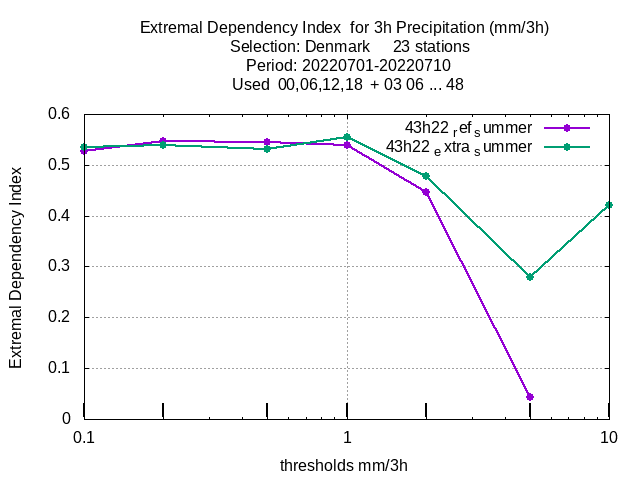 Extremal Dependency Index  for 3h Precipitation (mm/3h)
Selection: Denmark     23 stations
Period: 20220701-20220710
Used  00,06,12,18  + 03 06 ... 48
43h22 ref summer
43h22 extra summer
0.6
0.5
0.4
0.3
0.2
0.1
0
Extremal Dependency Index
0.1 1 10
thresholds mm/3h